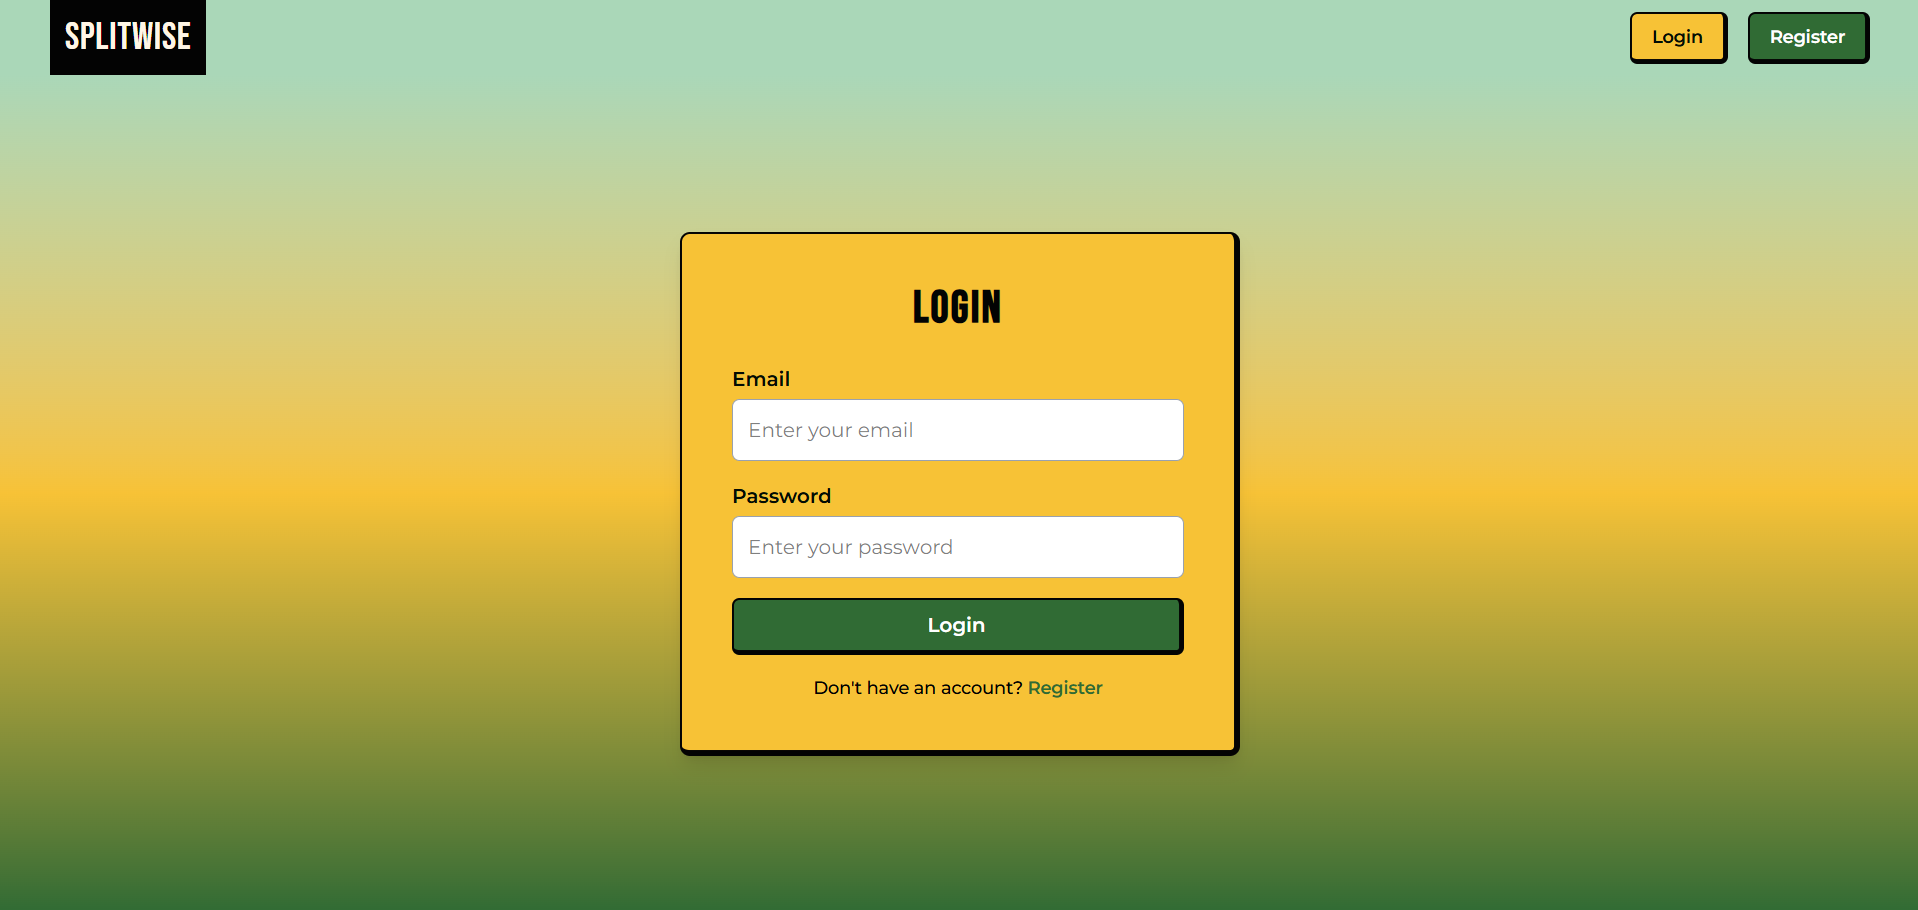 SPLITWISE
Login
Register
LOGIN
Email
Enter your email
Password
Enter your password
Login
Don't have an account? Register